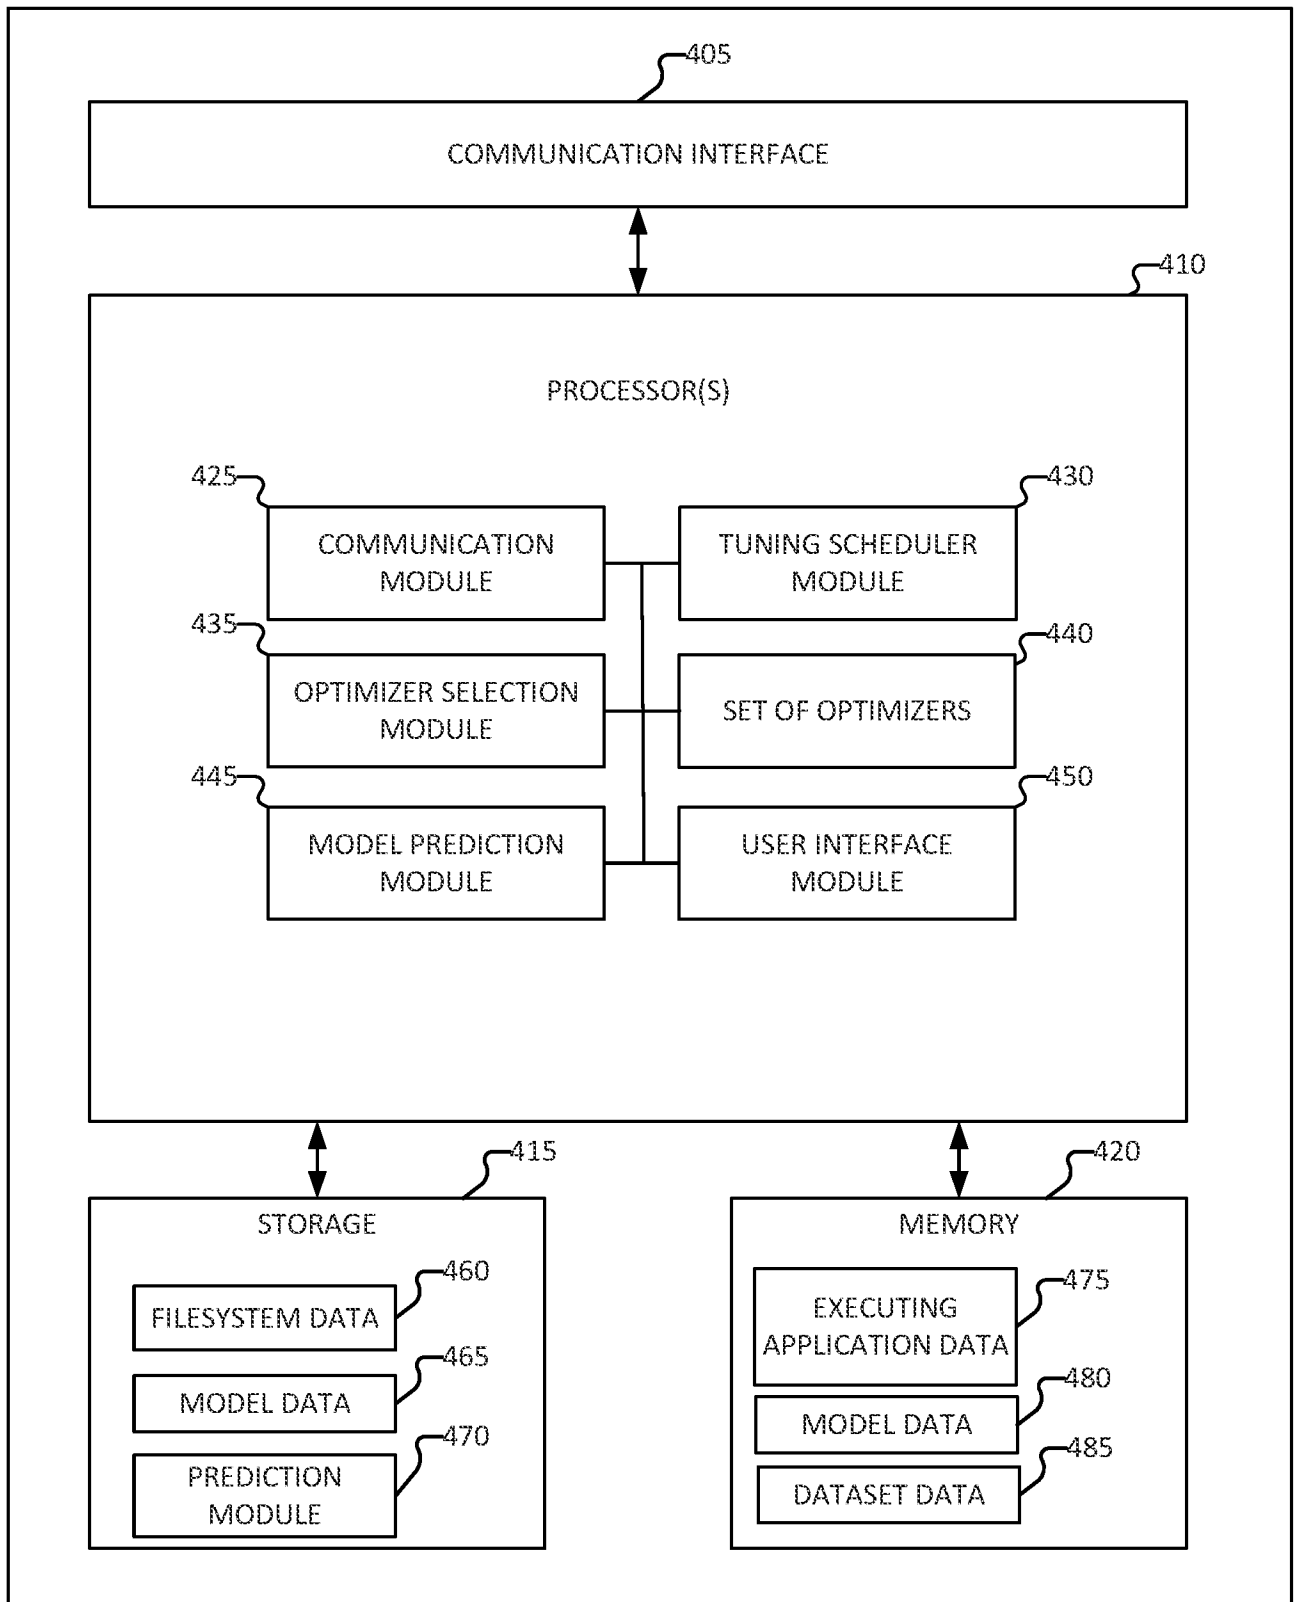 405
COMMUNICATION INTERFACE
410
PROCESSOR(S)
425
430
COMMUNICATION
MODULE
TUNING SCHEDULER
MODULE
435
440
OPTIMIZER SELECTION
MODULE
SET OF OPTIMIZERS
445
450
MODEL PREDICTION
MODULE
USER INTERFACE
MODULE
415
420
STORAGE
460
FILESYSTEM DATA
465
MODEL DATA
470
PREDICTION
MODULE
MEMORY
475
EXECUTING
APPLICATION DATA
480
MODEL DATA
485
DATASET DATA